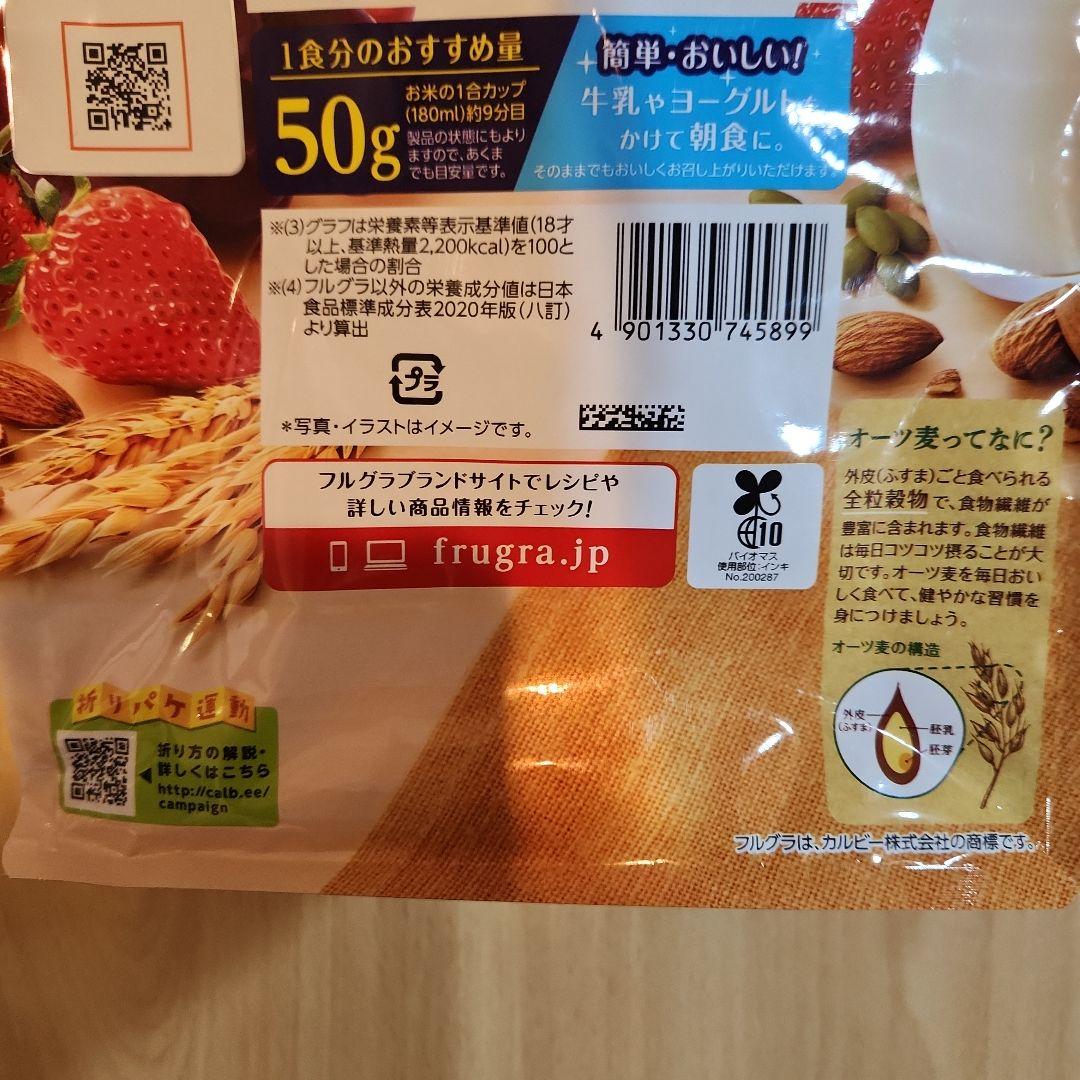 1食分のおすすめ量
50g
お米の1合カップ
(180ml)約9分目
製品の状態にもより
ますので、あくま
でも目安量です。
簡単・おいしい!
牛乳やヨーグルト
かけて朝食に。
そのままでもおいしくお召し上がりいただけます。
※(3)グラフは栄養素等表示基準値(18才
以上、基準熱量2,200kcal)を100と
した場合の割合
※(4)フルグラ以外の栄養成分値は日本
食品標準成分表2020年版(八訂)
より算出
4 901330 745899
プラ
*写真・イラストはイメージです。
フルグラブランドサイトでレシピや
詳しい商品情報をチェック!
frugra.jp
10
バイオマス
使用部位:インキ
No.200287
オーツ麦ってなに?
外皮(ふすま)ごと食べられる
全粒穀物で、食物繊維が
豊富に含まれます。食物繊維
は毎日コツコツ摂ることが大
切です。オーツ麦を毎日おい
しく食べて、健やかな習慣を
身につけましょう。
オーツ麦の構造
外皮
(ふすま)
胚乳
胚芽
折りパケ運動
折り方の解説・
詳しくはこちら
http://calb.ee/
campaign
フルグラは、カルビー株式会社の商標です。